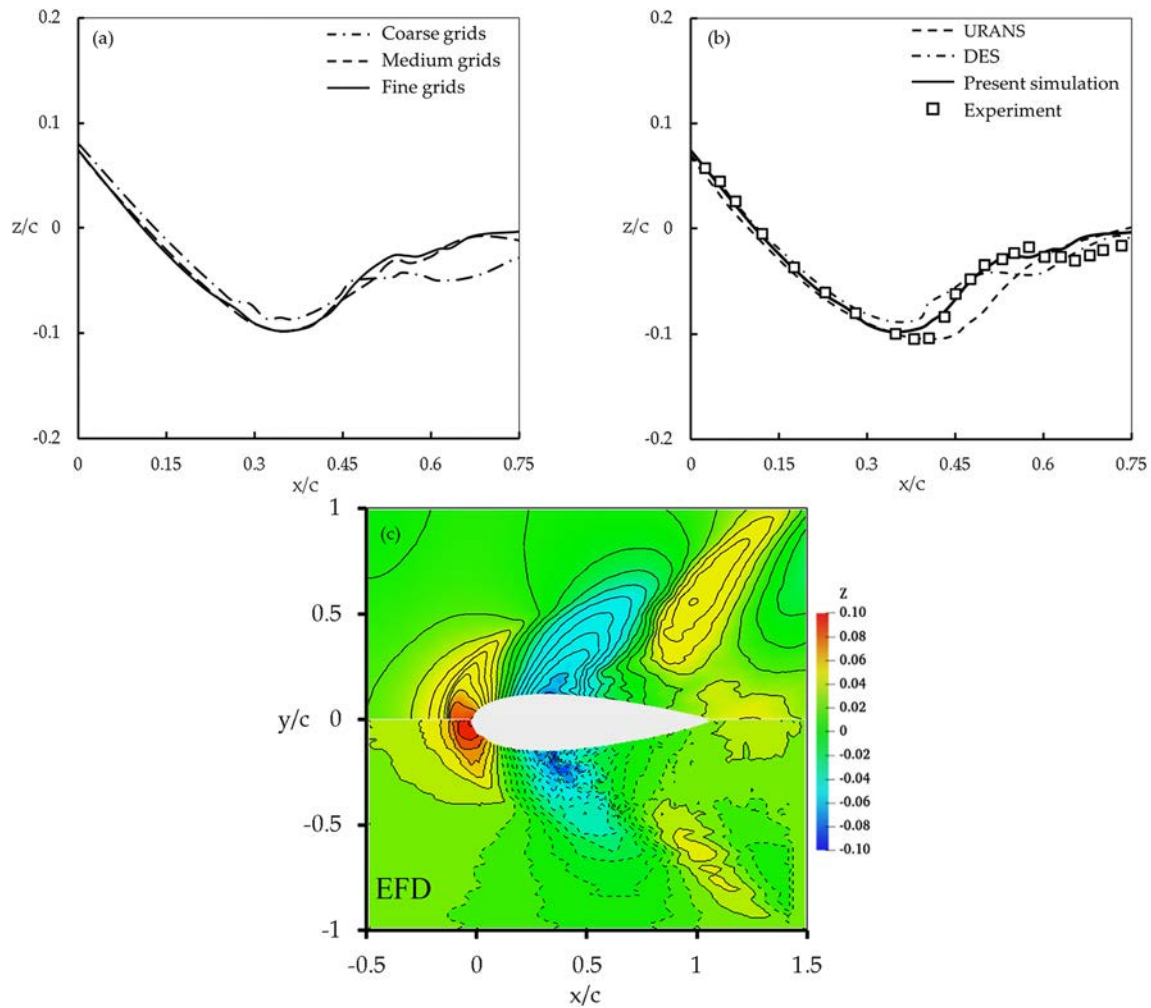 (a)
Coarse grids
Medium grids
Fine grids
0.2
0.1
0
-0.1
-0.2
z/c
0 0.15 0.3 0.45 0.6 0.75
x/c
(b)
URANS
DES
Present simulation
Experiment
0.2
0.1
0
-0.1
-0.2
z/c
0 0.15 0.3 0.45 0.6 0.75
x/c
(c)
1
0.5
0
-0.5
-1
y/c
EFD
-0.5 0 0.5 1 1.5
x/c
Z
0.10
0.08
0.06
0.04
0.02
0.00
-0.02
-0.04
-0.06
-0.08
-0.10